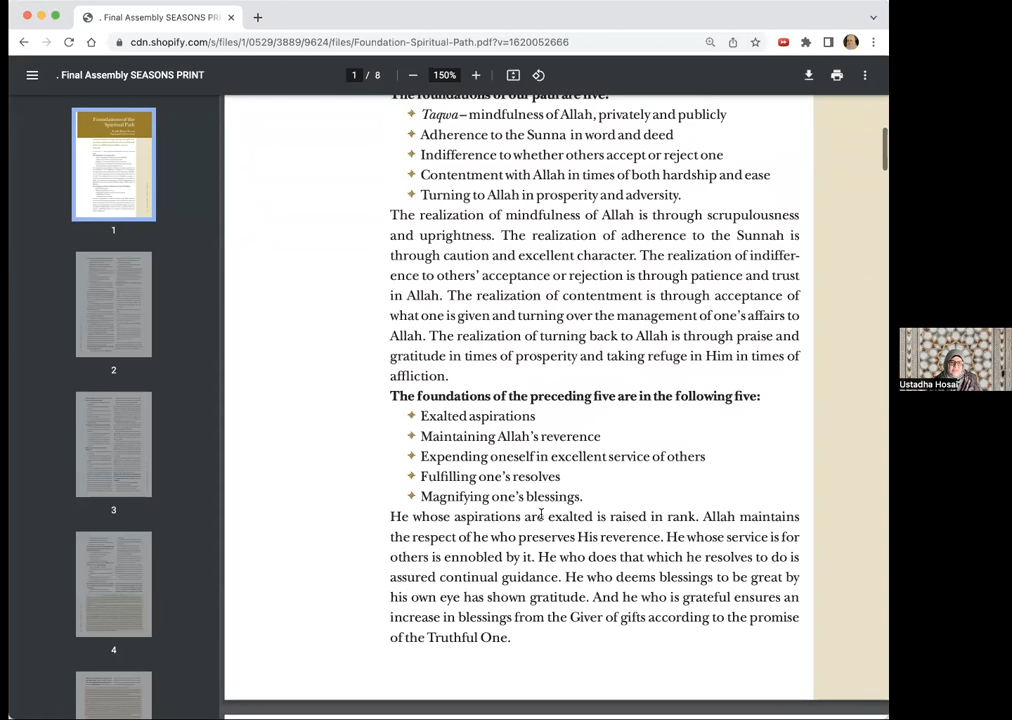 . Final Assembly SEASONS PRI
cdn.shopify.com/s/files/1/0529/3889/9624/files/Foundation-Spiritual-Path.pdf?v=1620052666
. Final Assembly SEASONS PRINT
1 / 8
150%
1
2
3
4
The foundations of our path are five:
Taqwa– mindfulness of Allah, privately and publicly
Adherence to the Sunna in word and deed
Indifference to whether others accept or reject one
Contentment with Allah in times of both hardship and ease
Turning to Allah in prosperity and adversity.
The realization of mindfulness of Allah is through scrupulousness
and uprightness. The realization of adherence to the Sunnah is
through caution and excellent character. The realization of indiffer-
ence to others’ acceptance or rejection is through patience and trust
in Allah. The realization of contentment is through acceptance of
what one is given and turning over the management of one’s affairs to
Allah. The realization of turning back to Allah is through praise and
gratitude in times of prosperity and taking refuge in Him in times of
affliction.
The foundations of the preceding five are in the following five:
Exalted aspirations
Maintaining Allah’s reverence
Expending oneself in excellent service of others
Fulfilling one’s resolves
Magnifying one’s blessings.
He whose aspirations are exalted is raised in rank. Allah maintains
the respect of he who preserves His reverence. He whose service is for
others is ennobled by it. He who does that which he resolves to do is
assured continual guidance. He who deems blessings to be great by
his own eye has shown gratitude. And he who is grateful ensures an
increase in blessings from the Giver of gifts according to the promise
of the Truthful One.
Ustadha Hosai